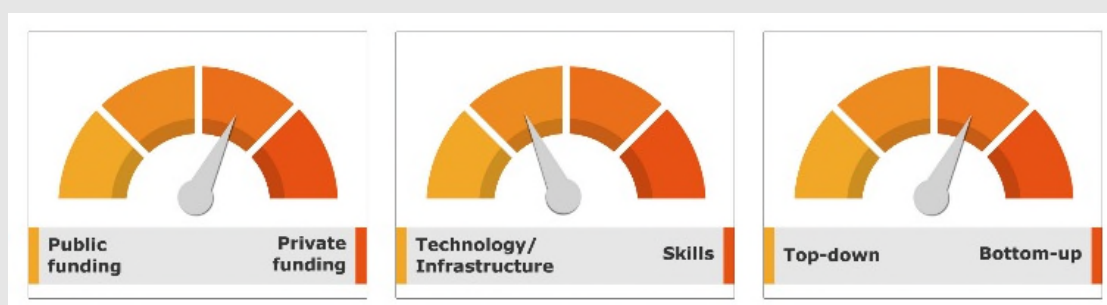 Public
funding
Private
funding
Technology/
Infrastructure
Skills
Top-down
Bottom-up